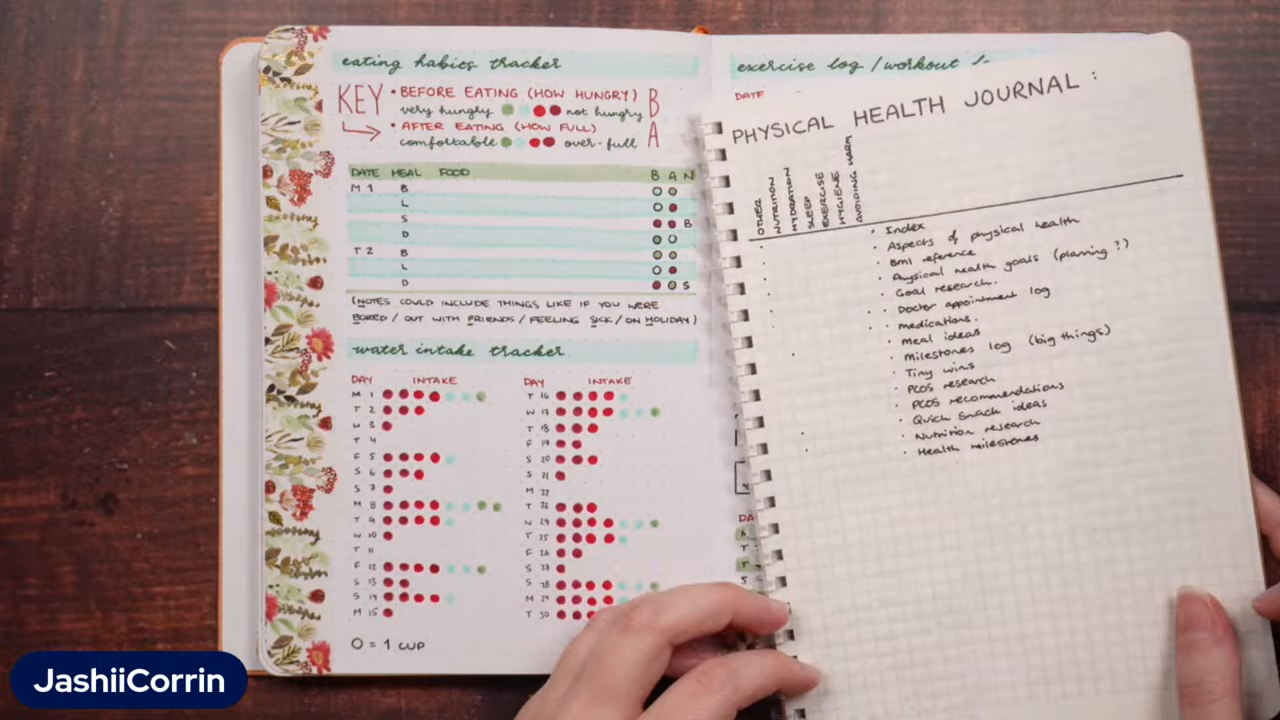 eating habits tracker
KEY
• BEFORE EATING (HOW HUNGRY) B
very hungry not hungry
• AFTER EATING (HOW FULL) A
comfortable over-full
DATE MEAL FOOD B A N
M 1 B
L
S B
D
T 2 B
L
D S
(NOTES COULD INCLUDE THINGS LIKE IF YOU WERE
BORED / OUT WITH FRIENDS / FEELING SICK / ON HOLIDAY)
water intake tracker
DAY INTAKE
M 1
T 2
W 3
T 4
F 5
S 6
S 7
M 8
T 9
W 10
T 11
F 12
S 13
S 14
M 15
DAY INTAKE
T 16
W 17
T 18
F 19
S 20
S 21
M 22
T 23
W 24
T 25
F 26
S 27
S 28
M 29
T 30
O = 1 CUP
exercise log / workout
DATE
DA
T
T
S
PHYSICAL HEALTH JOURNAL :
OTHER
NUTRITION
HYDRATION
SLEEP
EXERCISE
HYGIENE
AVOIDING HARM
• Index
• Aspects of physical health
• BMI reference
• Physical health goals (planning ?)
• Goal research.
• Doctor appointment log
• medications.
• Meal ideas
• Milestones log (big things)
• Tiny wins
• PCOS research
• PCOS recommendations
• Quick Snack ideas
• Nutrition research
• Health milestones
JashiiCorrin